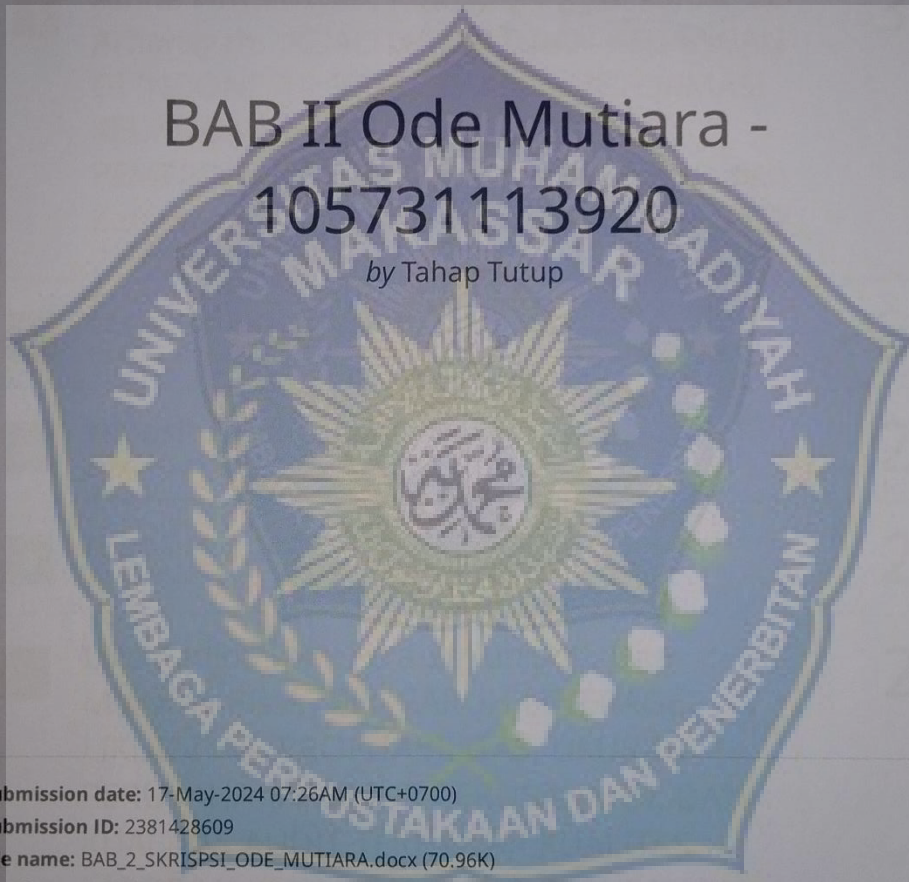 BAB II Ode Mutiara -
105731113920
by Tahap Tutup
UNIVERSITAS MUHAMMADIYAH
MAKASSAR
محمد
LEMBAGA PERPUSTAKAAN DAN PENERBITAN
bmission date: 17-May-2024 07:26AM (UTC+0700)
bmission ID: 2381428609
e name: BAB_2_SKRISPSI_ODE_MUTIARA.docx (70.96K)